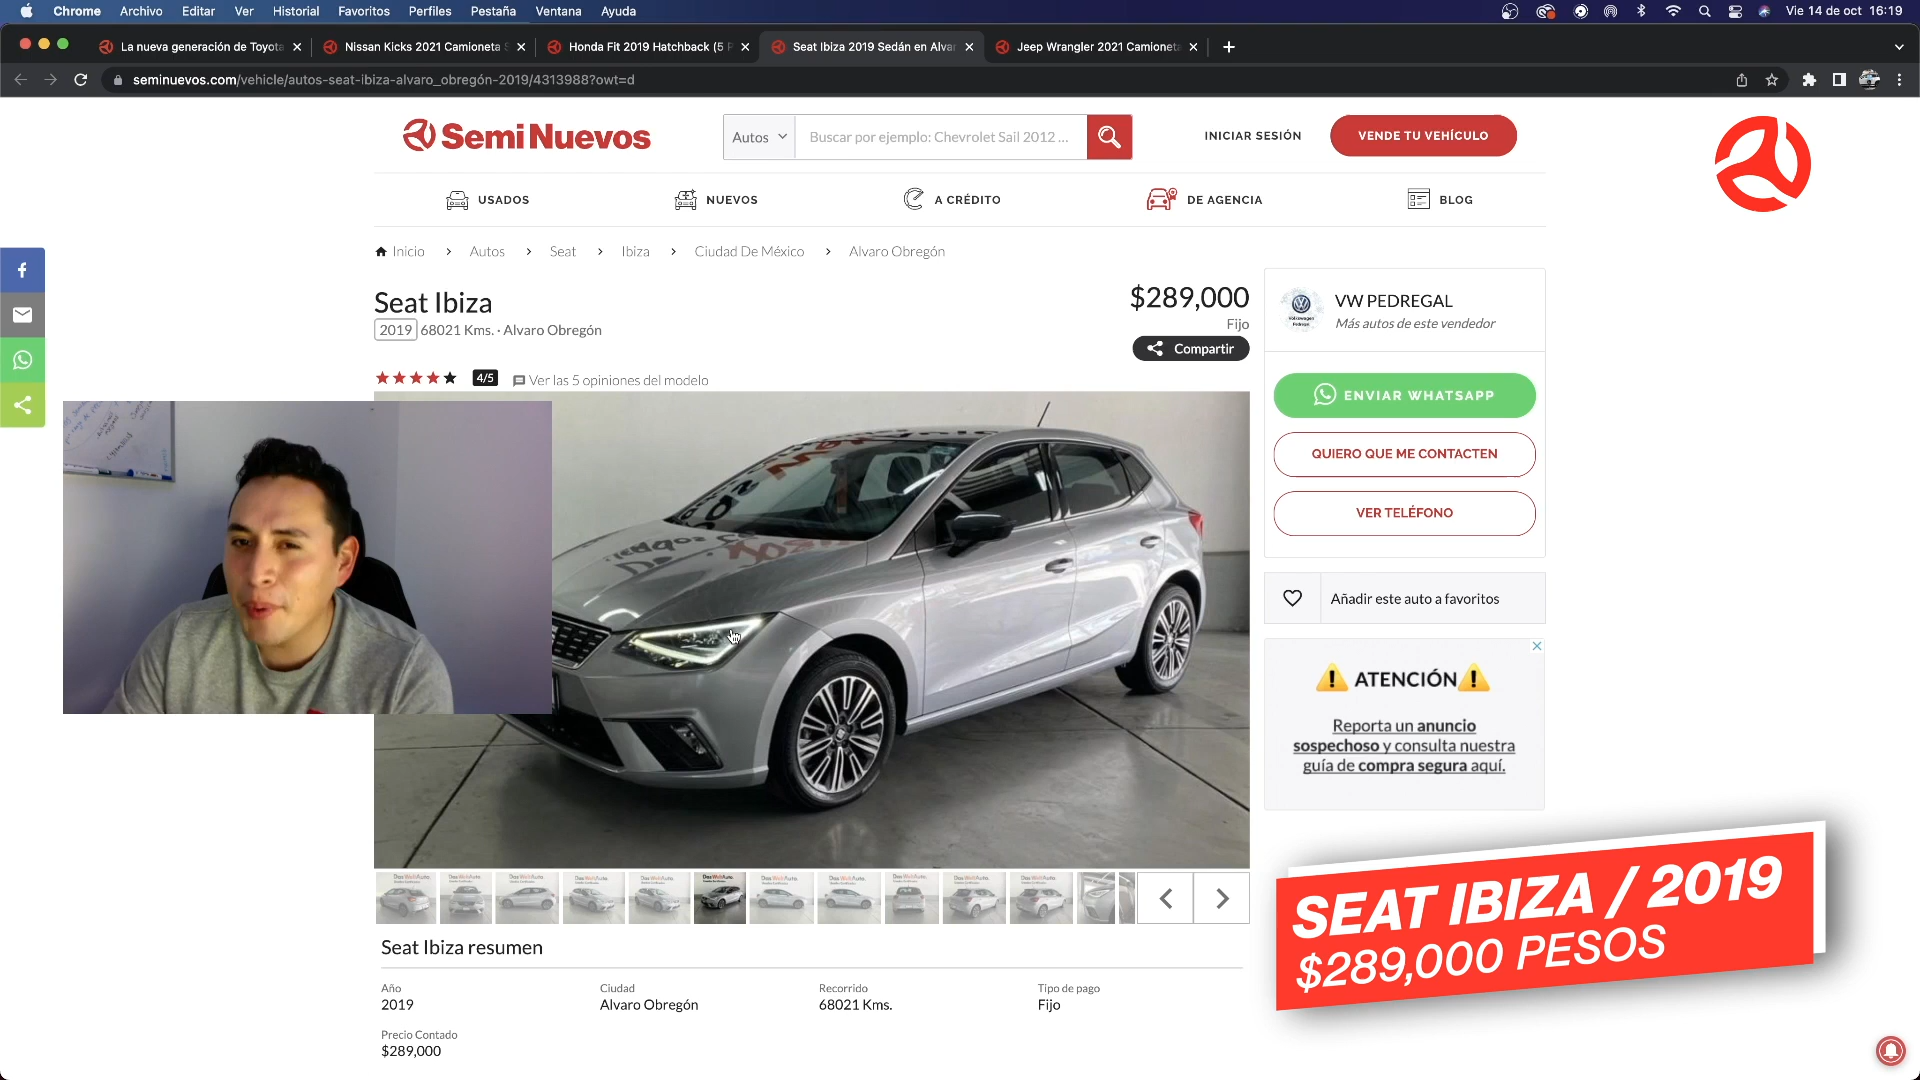 Chrome Archivo Editar Ver Historial Favoritos Perfiles Pestaña Ventana Ayuda Vie 14 de oct 16:19
La nueva generación de Toyota Nissan Kicks 2021 Camioneta S Honda Fit 2019 Hatchback (5 P Seat Ibiza 2019 Sedán en Alvar Jeep Wrangler 2021 Camioneta
seminuevos.com/vehicle/autos-seat-ibiza-alvaro_obregón-2019/4313988?owt=d
Semi Nuevos
Autos
Buscar por ejemplo: Chevrolet Sail 2012 ...
INICIAR SESIÓN
VENDE TU VEHÍCULO
USADOS NUEVOS A CRÉDITO DE AGENCIA BLOG
Inicio > Autos > Seat > Ibiza > Ciudad De México > Alvaro Obregón
Seat Ibiza
2019 68021 Kms. · Alvaro Obregón
$289,000
Fijo
Compartir
4/5 Ver las 5 opiniones del modelo
VW PEDREGAL
Más autos de este vendedor
ENVIAR WHATSAPP
QUIERO QUE ME CONTACTEN
VER TELÉFONO
Añadir este auto a favoritos
ATENCIÓN
Reporta un anuncio
sospechoso y consulta nuestra
guía de compra segura aquí.
Seat Ibiza resumen
Año
2019
Ciudad
Alvaro Obregón
Recorrido
68021 Kms.
Tipo de pago
Fijo
Precio Contado
$289,000
SEAT IBIZA / 2019
$289,000 PESOS